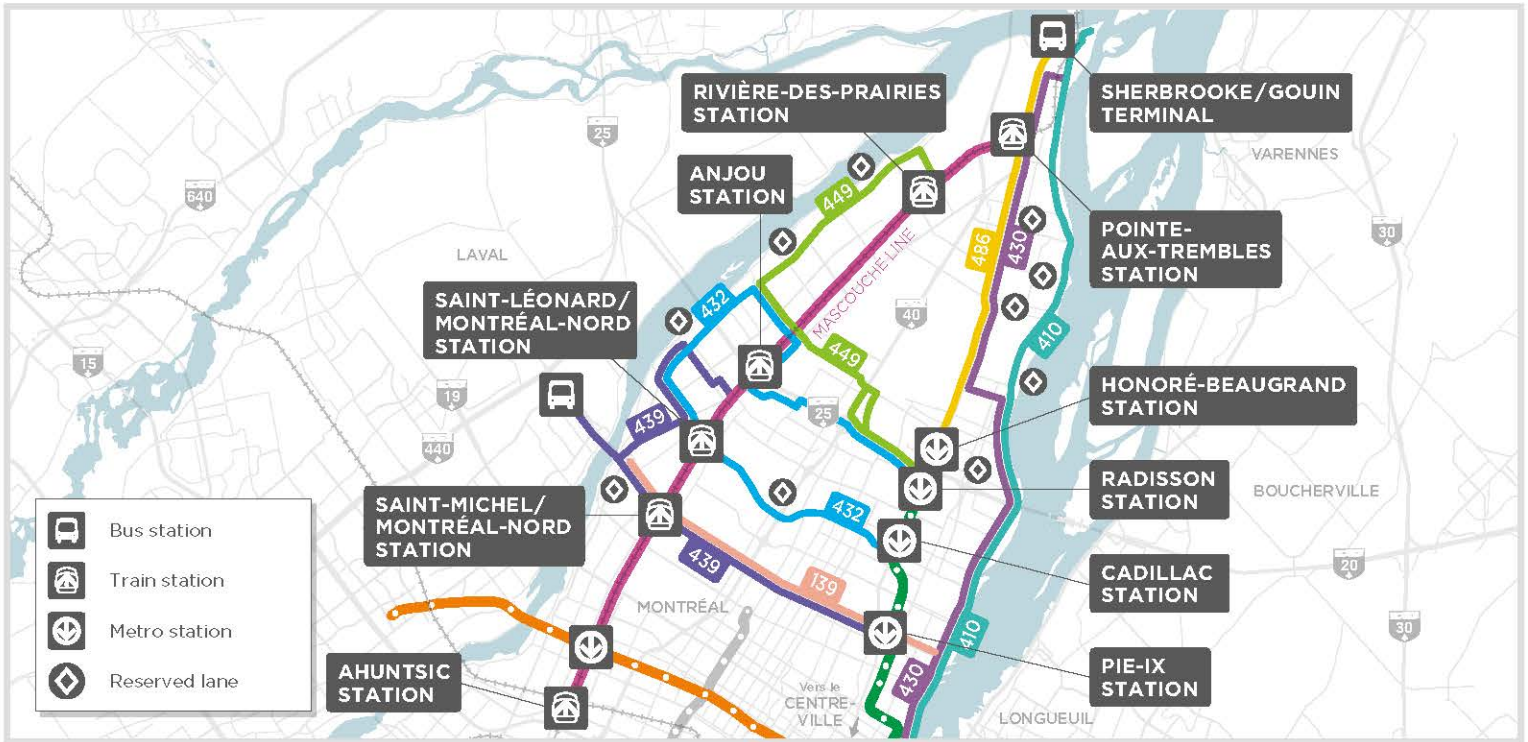 SHERBROOKE/GOUIN
TERMINAL
RIVIÈRE-DES-PRAIRIES
STATION
VARENNES
25
ANJOU
STATION
449
640
POINTE-
AUX-TREMBLES
STATION
30
486
430
LAVAL
MASCOUCHE LINE
SAINT-LÉONARD/
MONTRÉAL-NORD
STATION
432
40
410
15
449
HONORÉ-BEAUGRAND
STATION
19
25
439
440
RADISSON
STATION
BOUCHERVILLE
SAINT-MICHEL/
MONTRÉAL-NORD
STATION
432
CADILLAC
STATION
20
439
139
MONTRÉAL
30
410
430
PIE-IX
STATION
AHUNTSIC
STATION
Vers le
CENTRE-
VILLE
LONGUEUIL
Bus station
Train station
Metro station
Reserved lane